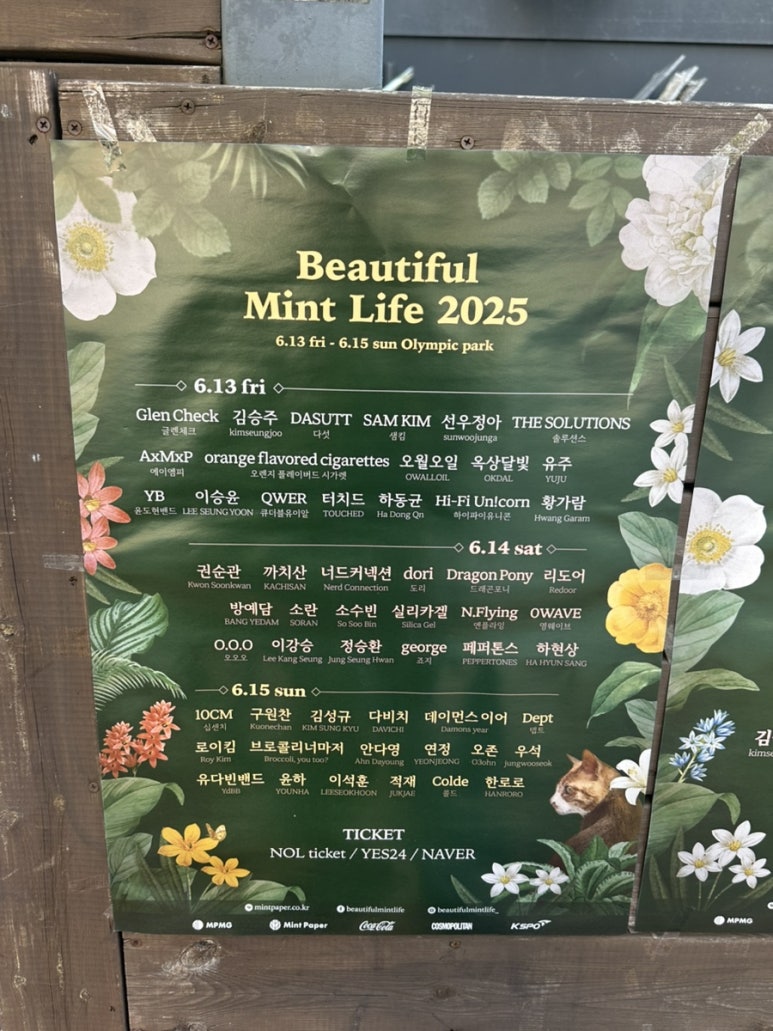 Beautiful
Mint Life 2025
6.13 fri - 6.15 sun Olympic park
6.13 fri
Glen Check 김승주 DASUTT SAM KIM 선우정아 THE SOLUTIONS
글렌체크 kimseungjoo 다섯 샘킴 sunwoojunga 솔루션스
AxMxP orange flavored cigarettes 오월오일 옥상달빛 유주
에이엠피 오렌지 플레이버드 시가렛 OWALLOIL OKDAL YUJU
YB 이승윤 QWER 터치드 하동균 Hi-Fi Un!corn 황가람
윤도현밴드 LEE SEUNG YOON 큐더블유이알 TOUCHED Ha Dong Qn 하이파이유니콘 Hwang Garam
6.14 sat
권순관 까치산 너드커넥션 dori Dragon Pony 리도어
Kwon Soonkwan KACHISAN Nerd Connection 도리 드래곤포니 Redoor
방예담 소란 소수빈 실리카겔 N.Flying OWAVE
BANG YEDAM SORAN So Soo Bin Silica Gel 엔플라잉 영웨이브
O.O.O 이강승 정승환 george 페퍼톤스 하현상
오오오 Lee Kang Seung Jung Seung Hwan 죠지 PEPPERTONES HA HYUN SANG
6.15 sun
10CM 구원찬 김성규 다비치 데이먼스 이어 Dept
십센치 Kuonechan KIM SUNG KYU DAVICHI Damons year 뎁트
로이킴 브로콜리너마저 안다영 연정 오존 우석
Roy Kim Broccoli, you too? Ahn Dayoung YEONJEONG O3ohn jungwooseok
유다빈밴드 윤하 이석훈 적재 Colde 한로로
YdBB YOUNHA LEESEOKHOON JUKJAE 콜드 HANRORO
TICKET
NOL ticket / YES24 / NAVER
mintpaper.co.kr beautifulmintlife beautifulmintlife_
MPMG Mint Paper Coca-Cola COSMOPOLITAN KSPO
김
kims
MPMG